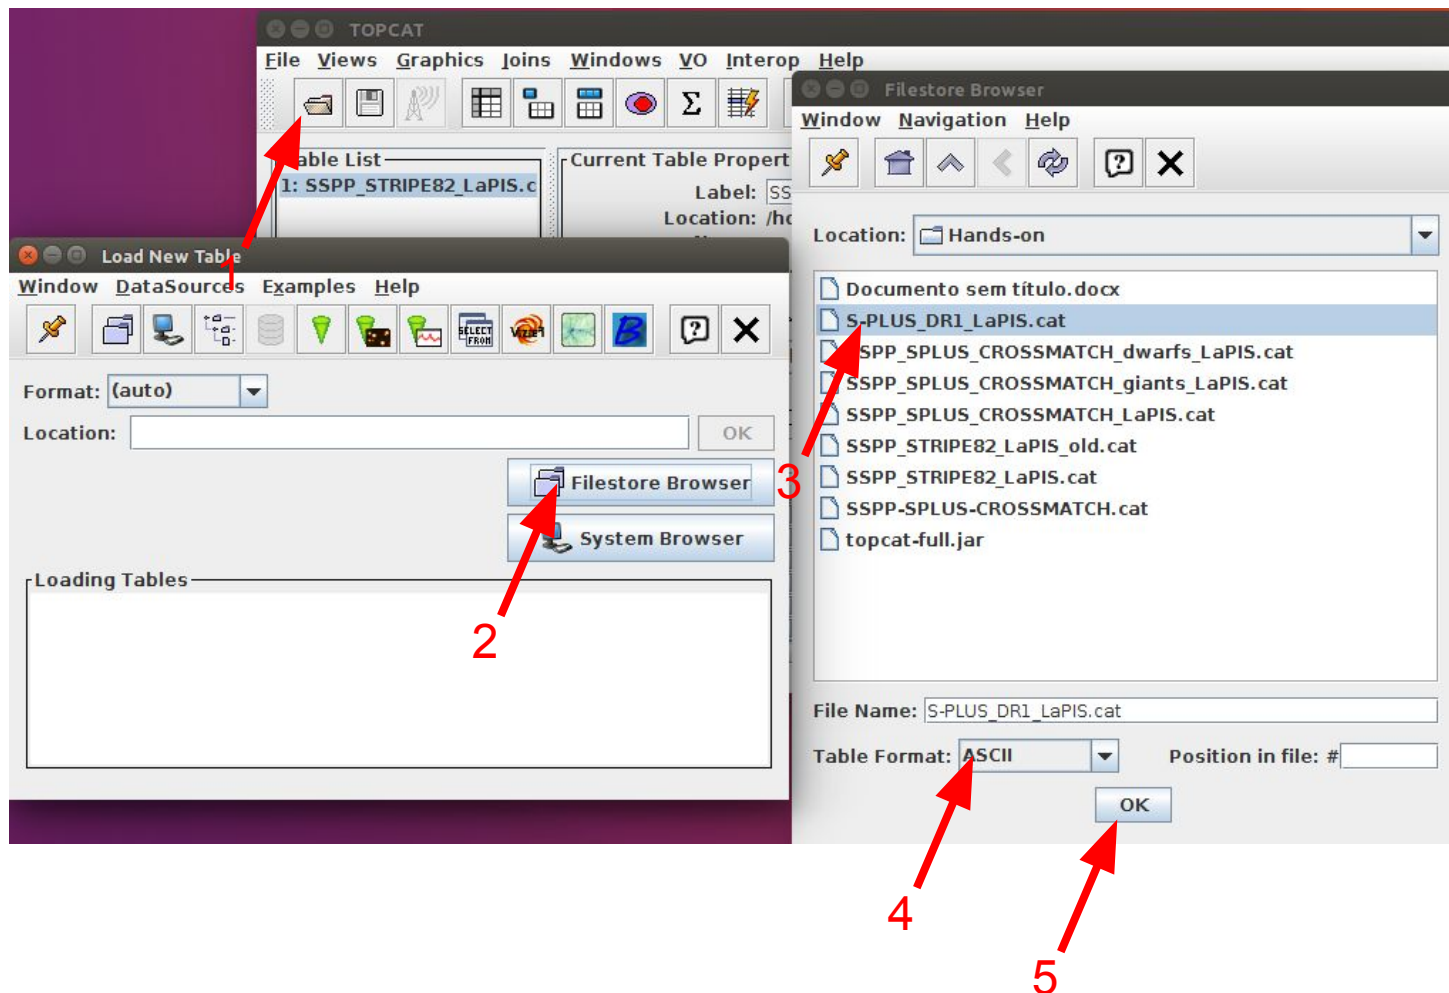 TOPCAT
File Views Graphics Joins Windows VO Interop Help
Table List
1: SSPP_STRIPE82_LaPIS.c
Current Table Propert
Label: SS
Location: /ho
1
Load New Table
Window DataSources Examples Help
SELECT
FROM
VizieR
B
Format: (auto)
Location:
OK
Filestore Browser
System Browser
2
Loading Tables
Filestore Browser
Window Navigation Help
Location: Hands-on
Documento sem título.docx
S-PLUS_DR1_LaPIS.cat
SSPP_SPLUS_CROSSMATCH_dwarfs_LaPIS.cat
SSPP_SPLUS_CROSSMATCH_giants_LaPIS.cat
SSPP_SPLUS_CROSSMATCH_LaPIS.cat
SSPP_STRIPE82_LaPIS_old.cat
SSPP_STRIPE82_LaPIS.cat
SSPP-SPLUS-CROSSMATCH.cat
topcat-full.jar
3
File Name: S-PLUS_DR1_LaPIS.cat
Table Format: ASCII Position in file: #
OK
4
5